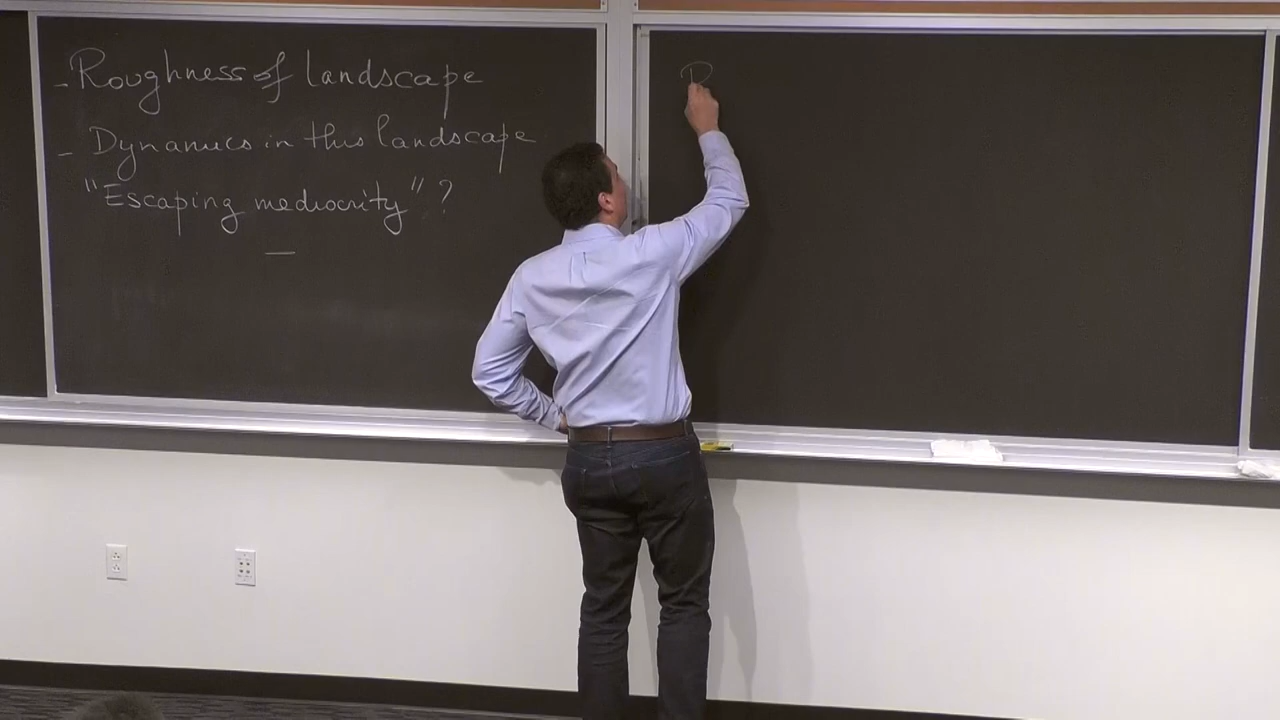 - Roughness of landscape
- Dynamics in this landscape
"Escaping mediocrity" ?